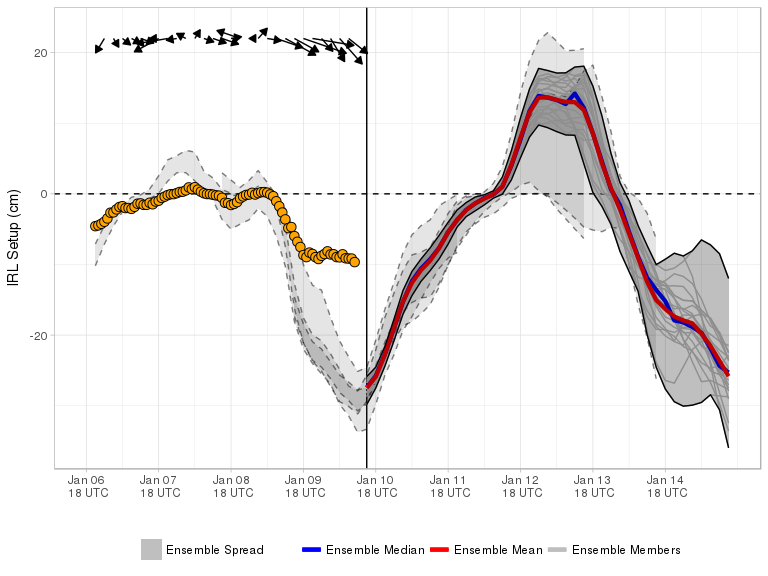 20
0
-20
IRL Setup (cm)
Jan 06 Jan 07 Jan 08 Jan 09 Jan 10 Jan 11 Jan 12 Jan 13 Jan 14
18 UTC 18 UTC 18 UTC 18 UTC 18 UTC 18 UTC 18 UTC 18 UTC 18 UTC
Ensemble Spread Ensemble Median Ensemble Mean Ensemble Members